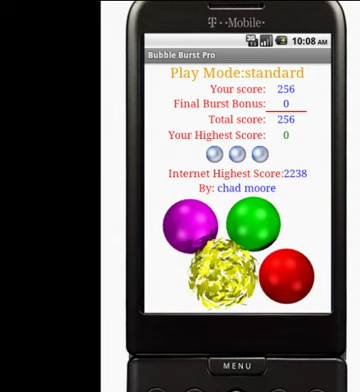 T··Mobile·
3G
10:08 AM
Bubble Burst Pro
Play Mode:standard
Your score: 256
Final Burst Bonus: 0
Total score: 256
Your Highest Score: 0
Internet Highest Score:2238
By: chad moore
MENU